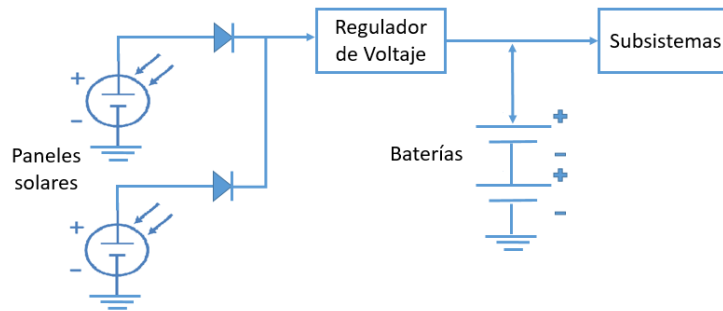 Regulador
de Voltaje
Subsistemas
+
−
Paneles
solares
Baterías
+
−
+
−
+
−